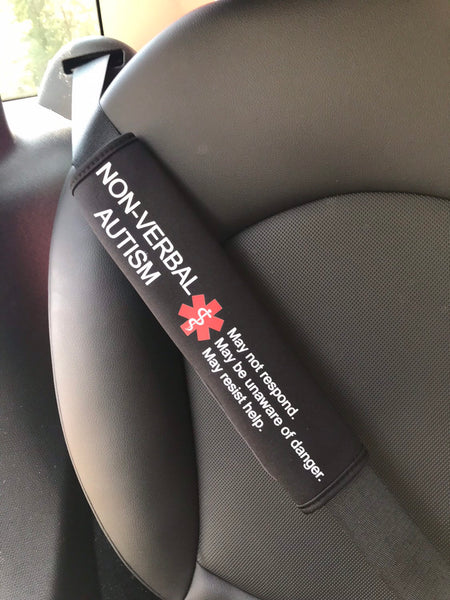 NON-VERBAL
AUTISM
May not respond.
May be unaware of danger.
May resist help.